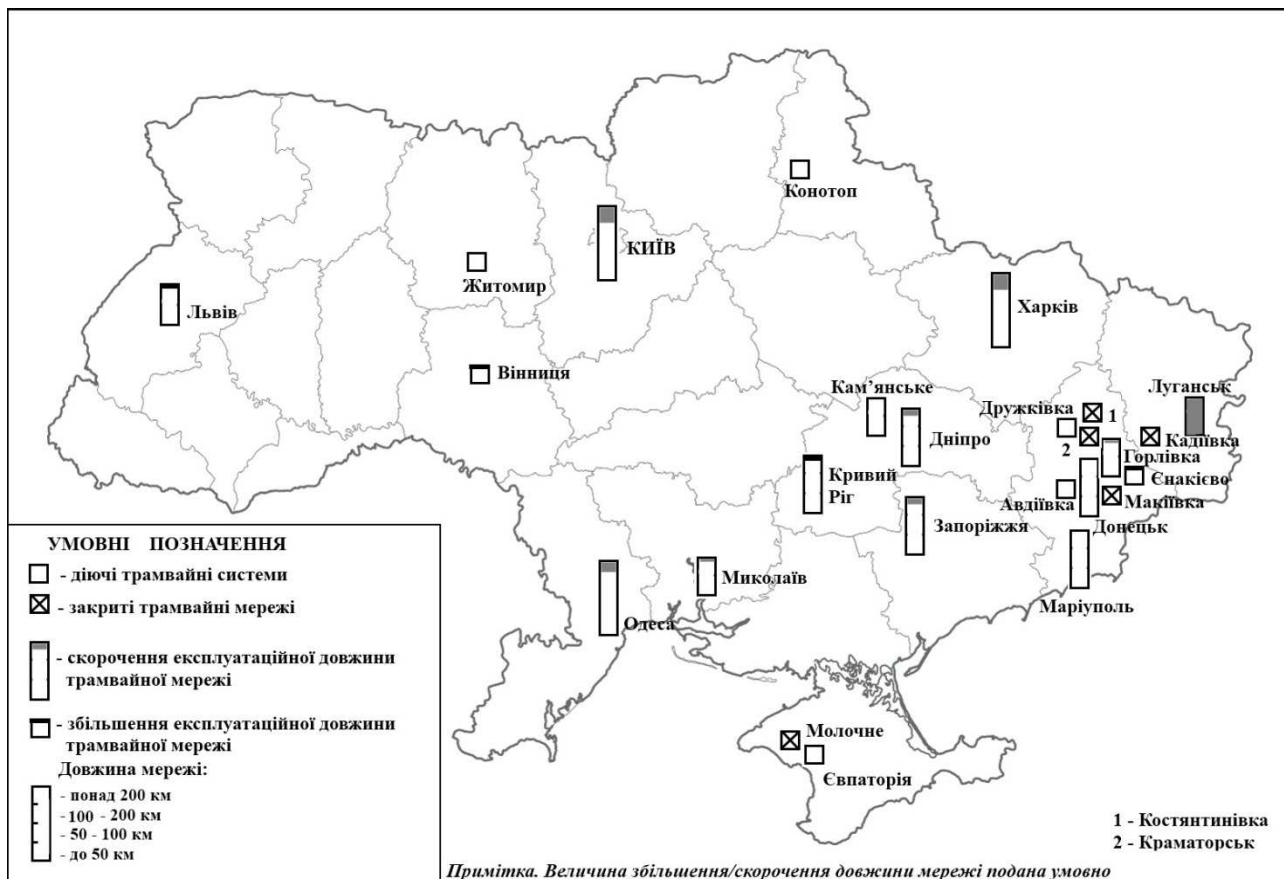 Конотоп
КИЇВ
Житомир
Харків
Львів
Вінниця
Кам’янське
Луганськ
Дружківка
1
Дніпро
2
Кадіївка
Горлівка
Кривий
Ріг
Єнакієво
Авдіївка
Макіївка
Запоріжжя
Донецьк
Миколаїв
Маріуполь
Одеса
Молочне
Євпаторія
УМОВНІ ПОЗНАЧЕННЯ
- діючі трамвайні системи
- закриті трамвайні мережі
- скорочення експлуатаційної довжини
трамвайної мережі
- збільшення експлуатаційної довжини
трамвайної мережі
Довжина мережі:
- понад 200 км
- 100 - 200 км
- 50 - 100 км
- до 50 км
1 - Костянтинівка
2 - Краматорськ
Примітка. Величина збільшення/скорочення довжини мережі подана умовно